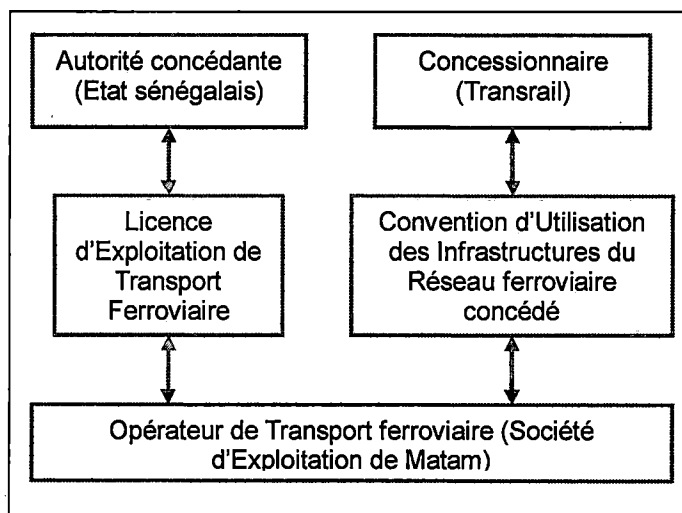 Autorité concédante
(Etat sénégalais)
Concessionnaire
(Transrail)
Licence
d'Exploitation de
Transport
Ferroviaire
Convention d'Utilisation
des Infrastructures du
Réseau ferroviaire
concédé
Opérateur de Transport ferroviaire (Société
d'Exploitation de Matam)